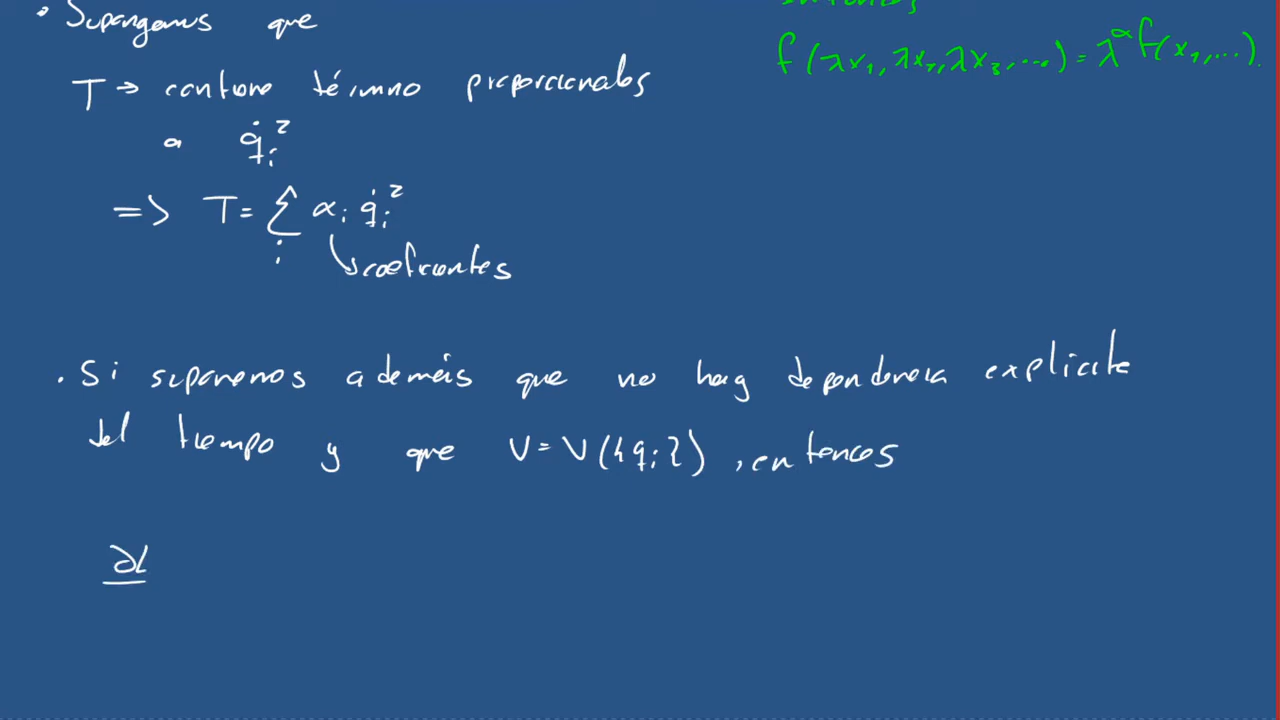 • Supongamos que
T → contiene término proporcionales
a q̇ᵢ²
=> T = ∑ᵢ αᵢ q̇ᵢ²
↳ coeficientes
• Si suponemos además que no hay dependencia explícita
del tiempo y que V = V({qᵢ}), entonces
∂L
f(λx₁, λx₂, λx₃, ...) = λ^α f(x₁, ...).